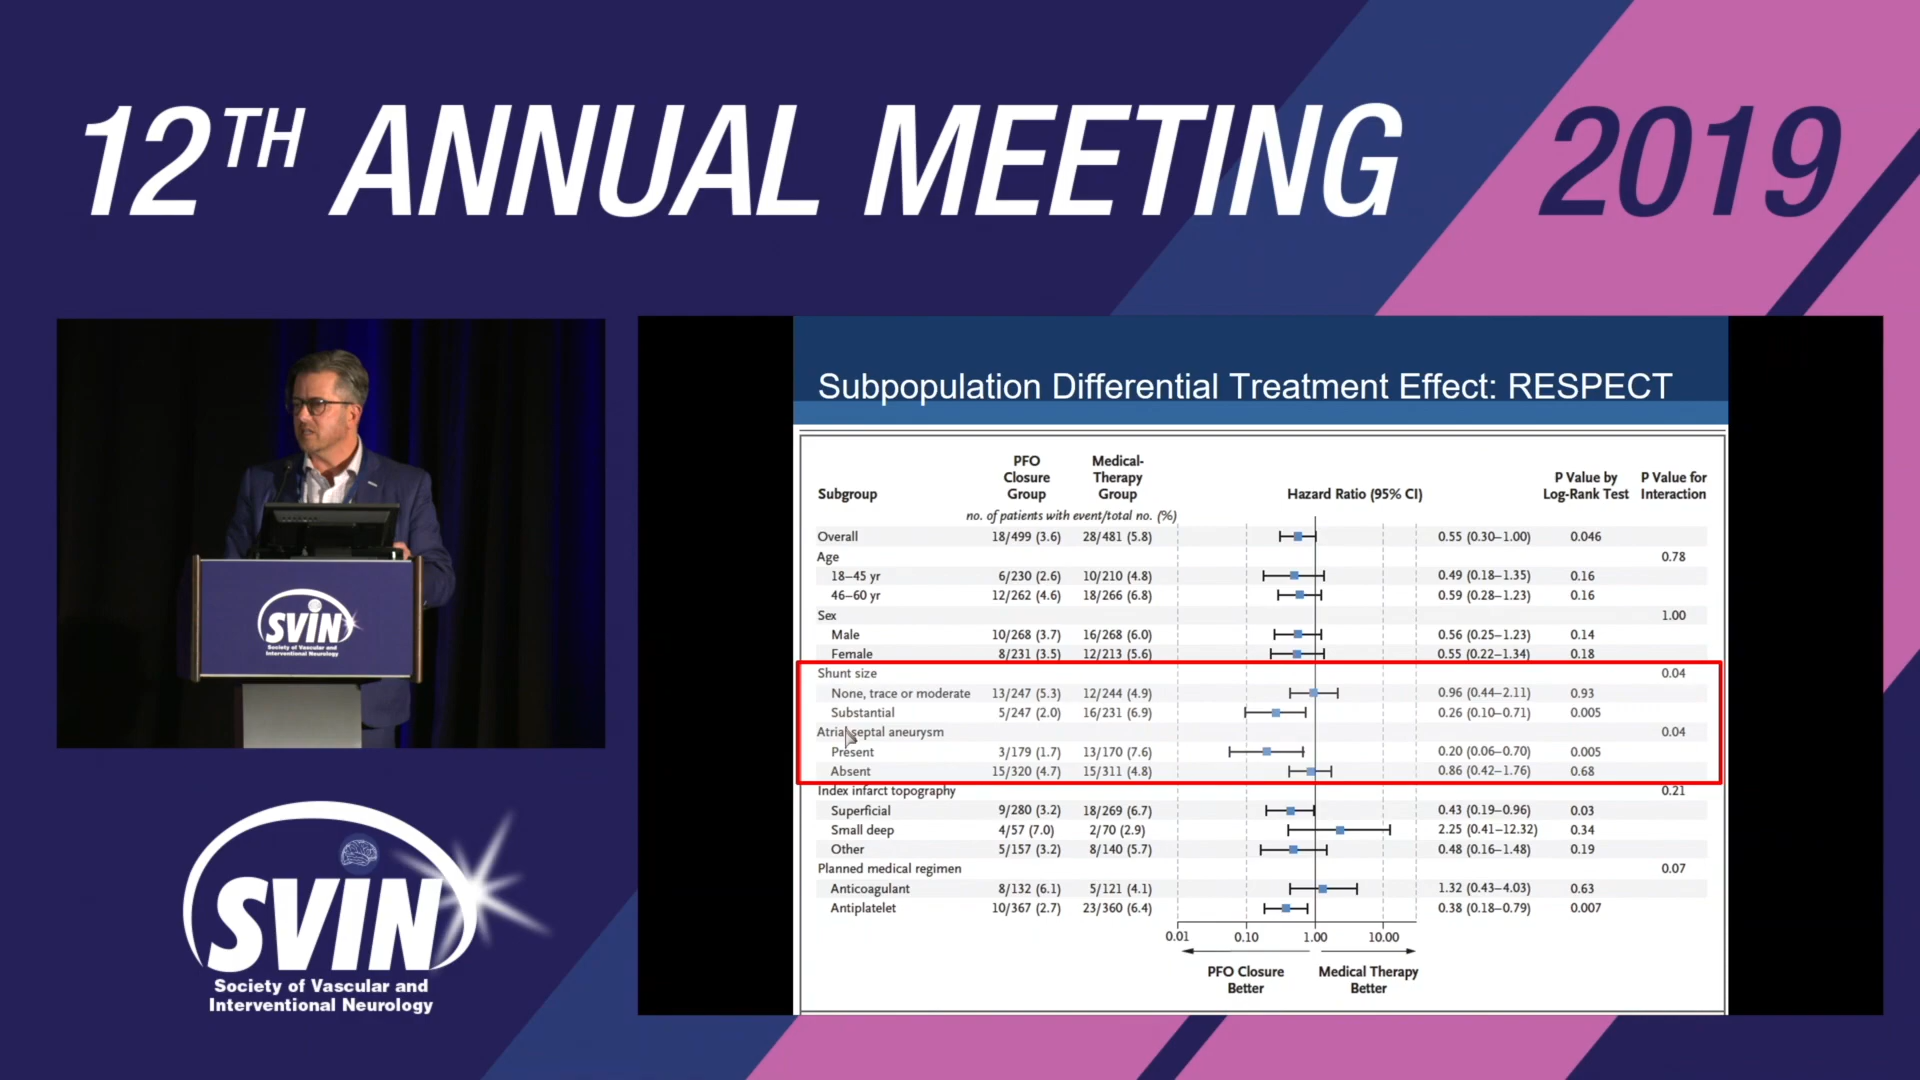 12TH ANNUAL MEETING 2019
SVIN
Society of Vascular and
Interventional Neurology
SVIN
Society of Vascular and
Interventional Neurology
Subpopulation Differential Treatment Effect: RESPECT
Subgroup PFO Closure Group Medical-Therapy Group Hazard Ratio (95% CI) P Value by Log-Rank Test P Value for Interaction
no. of patients with event/total no. (%)
Overall 18/499 (3.6) 28/481 (5.8) 0.55 (0.30–1.00) 0.046
Age 0.78
18–45 yr 6/230 (2.6) 10/210 (4.8) 0.49 (0.18–1.35) 0.16
46–60 yr 12/262 (4.6) 18/266 (6.8) 0.59 (0.28–1.23) 0.16
Sex 1.00
Male 10/268 (3.7) 16/268 (6.0) 0.56 (0.25–1.23) 0.14
Female 8/231 (3.5) 12/213 (5.6) 0.55 (0.22–1.34) 0.18
Shunt size 0.04
None, trace or moderate 13/247 (5.3) 12/244 (4.9) 0.96 (0.44–2.11) 0.93
Substantial 5/247 (2.0) 16/231 (6.9) 0.26 (0.10–0.71) 0.005
Atrial septal aneurysm 0.04
Present 3/179 (1.7) 13/170 (7.6) 0.20 (0.06–0.70) 0.005
Absent 15/320 (4.7) 15/311 (4.8) 0.86 (0.42–1.76) 0.68
Index infarct topography 0.21
Superficial 9/280 (3.2) 18/269 (6.7) 0.43 (0.19–0.96) 0.03
Small deep 4/57 (7.0) 2/70 (2.9) 2.25 (0.41–12.32) 0.34
Other 5/157 (3.2) 8/140 (5.7) 0.48 (0.16–1.48) 0.19
Planned medical regimen 0.07
Anticoagulant 8/132 (6.1) 5/121 (4.1) 1.32 (0.43–4.03) 0.63
Antiplatelet 10/367 (2.7) 23/360 (6.4) 0.38 (0.18–0.79) 0.007
0.01 0.10 1.00 10.00
PFO Closure Better Medical Therapy Better